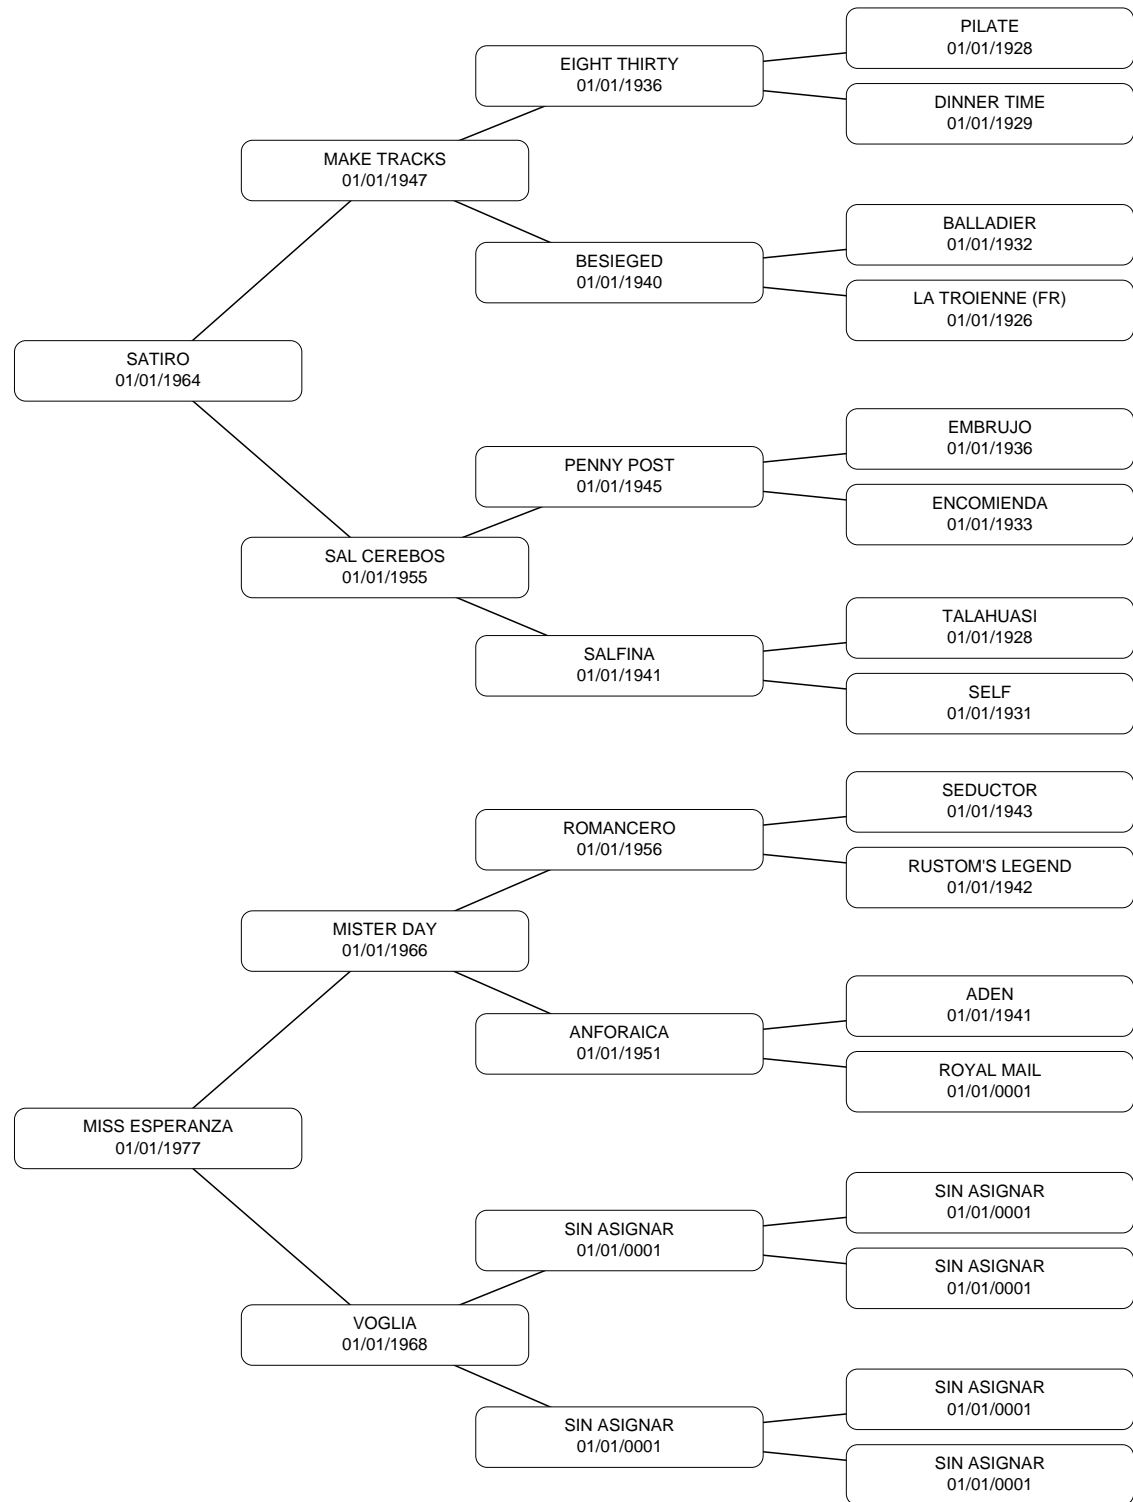 PILATE
01/01/1928
EIGHT THIRTY
01/01/1936
DINNER TIME
01/01/1929
MAKE TRACKS
01/01/1947
BALLADIER
01/01/1932
BESIEGED
01/01/1940
LA TROIENNE (FR)
01/01/1926
SATIRO
01/01/1964
EMBRUJO
01/01/1936
PENNY POST
01/01/1945
ENCOMIENDA
01/01/1933
SAL CEREBOS
01/01/1955
TALAHUASI
01/01/1928
SALFINA
01/01/1941
SELF
01/01/1931
SEDUCTOR
01/01/1943
ROMANCERO
01/01/1956
RUSTOM'S LEGEND
01/01/1942
MISTER DAY
01/01/1966
ADEN
01/01/1941
ANFORAICA
01/01/1951
ROYAL MAIL
01/01/0001
MISS ESPERANZA
01/01/1977
SIN ASIGNAR
01/01/0001
SIN ASIGNAR
01/01/0001
SIN ASIGNAR
01/01/0001
VOGLIA
01/01/1968
SIN ASIGNAR
01/01/0001
SIN ASIGNAR
01/01/0001
SIN ASIGNAR
01/01/0001